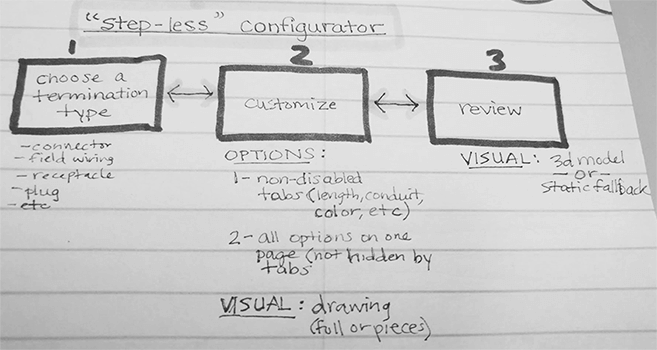 "Step-less" configurator
1
choose a
termination
type
- connector
- field wiring
- receptacle
- plug
- etc
2
customize
OPTIONS:
1 - non-disabled
tabs (length, conduit,
color, etc)
2 - all options on one
page (not hidden by
tabs
VISUAL: drawing
(full or pieces)
3
review
VISUAL: 3d model
- or -
static fallback